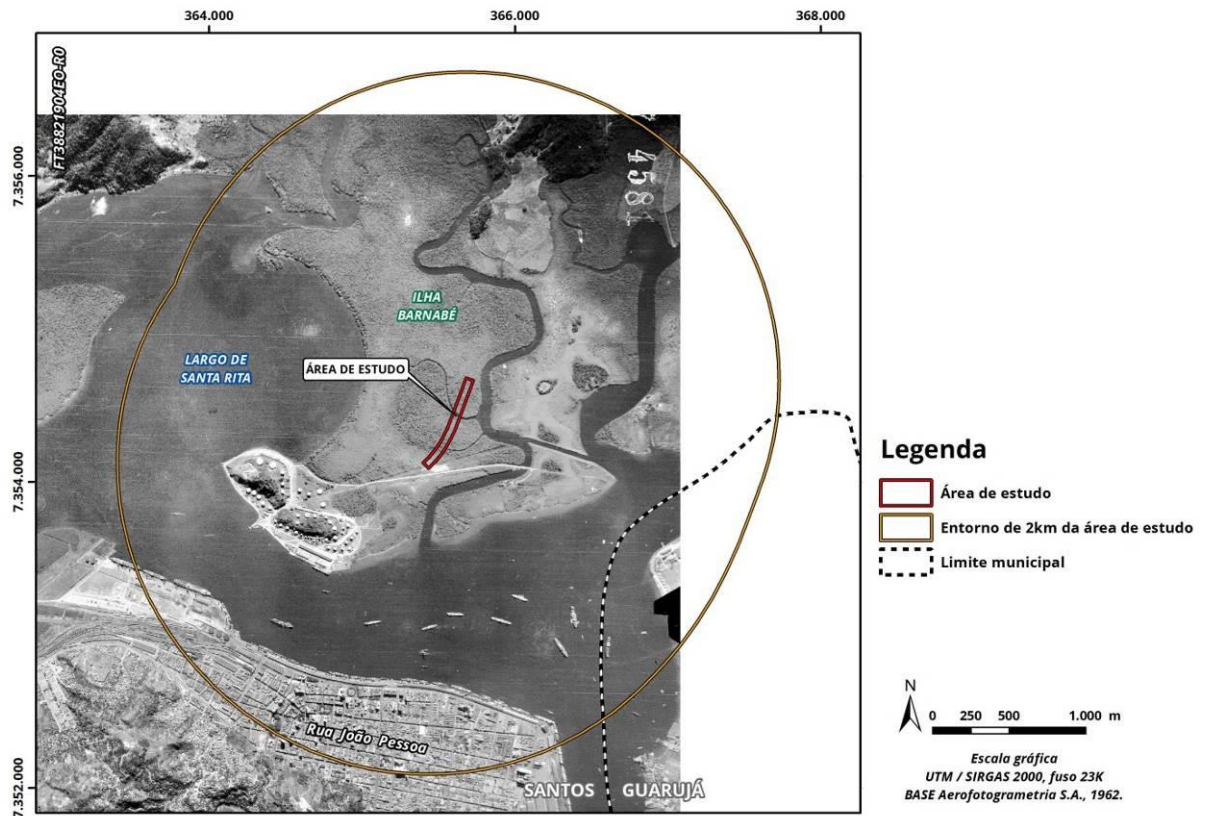 364.000
366.000
368.000
7.356.000
7.354.000
7.352.000
FT38821904EO-R0
4581
ILHA
BARNABÉ
LARGO DE
SANTA RITA
ÁREA DE ESTUDO
Rua João Pessoa
SANTOS
GUARUJÁ
Legenda
Área de estudo
Entorno de 2km da área de estudo
Limite municipal
N
0 250 500 1.000 m
Escala gráfica
UTM / SIRGAS 2000, fuso 23K
BASE Aerofotogrametria S.A., 1962.